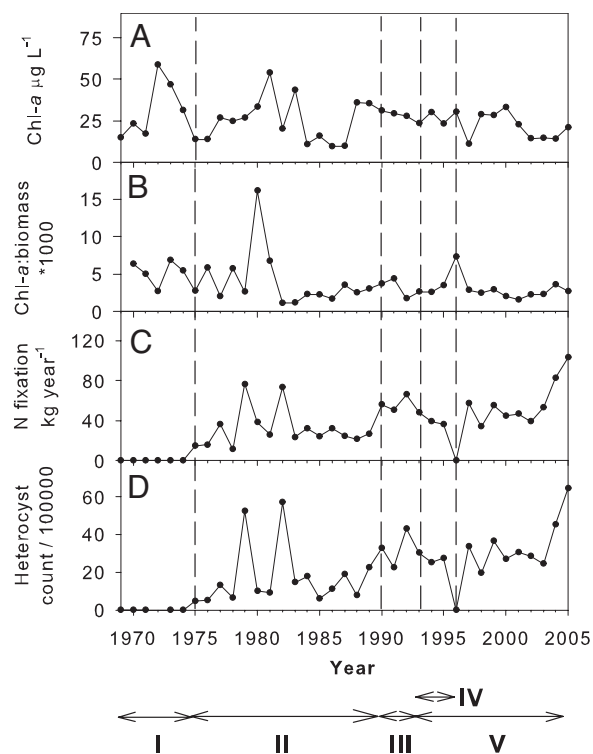 A
Chl-a µg L⁻¹
75
50
25
0
B
Chl-a:biomass
*1000
15
10
5
0
C
N fixation
kg year⁻¹
120
80
40
0
D
Heterocyst
count / 100000
60
40
20
0
1970 1975 1980 1985 1990 1995 2000 2005
Year
IV
I II III V